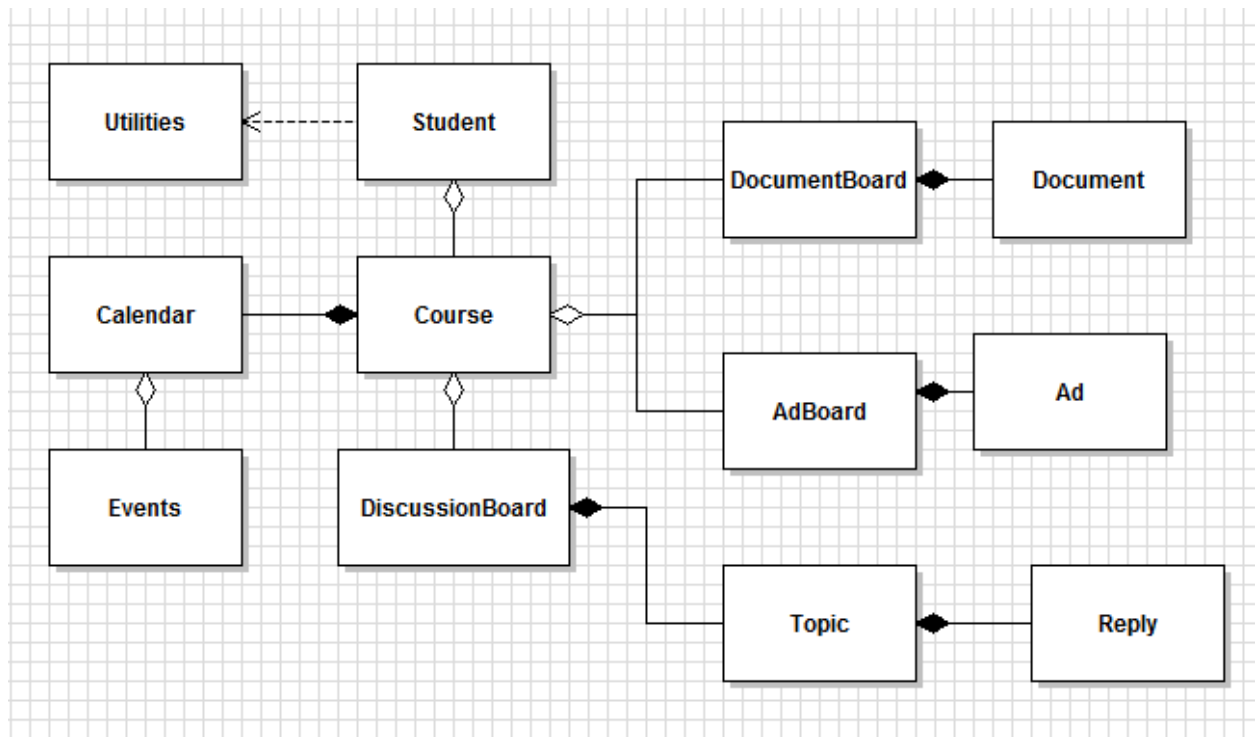 Utilities
Student
DocumentBoard
Document
Calendar
Course
AdBoard
Ad
Events
DiscussionBoard
Topic
Reply